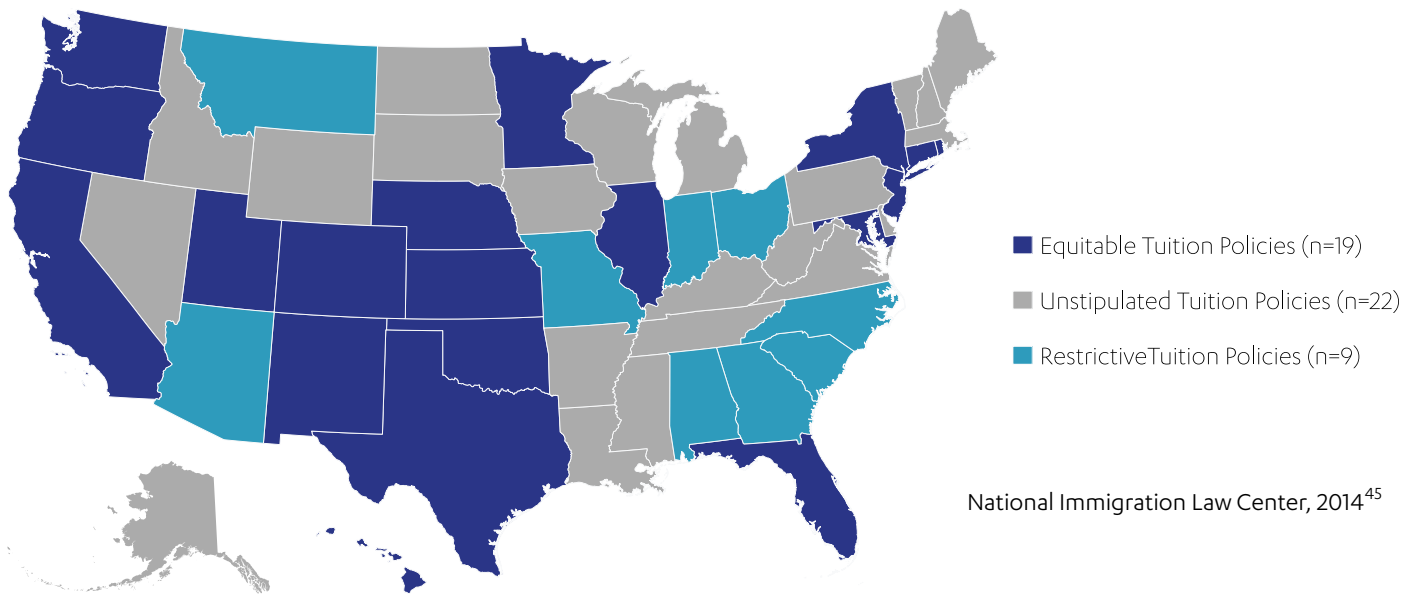 Equitable Tuition Policies (n=19)
Unstipulated Tuition Policies (n=22)
RestrictiveTuition Policies (n=9)
National Immigration Law Center, 2014⁴⁵